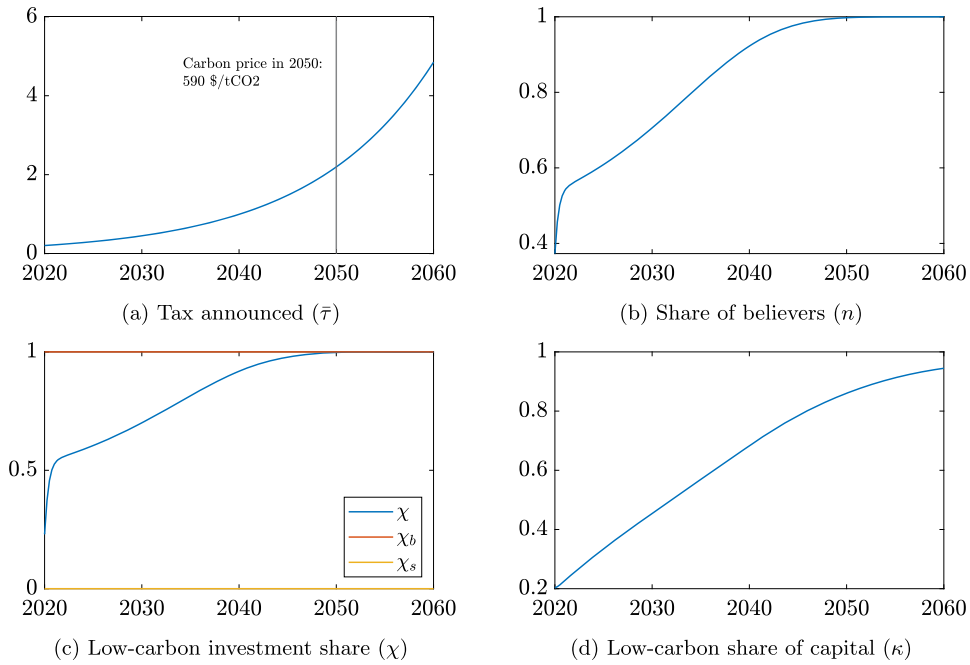 6
4
2
0
2020 2030 2040 2050 2060
Carbon price in 2050:
590 $/tCO2
(a) Tax announced (τ̄)
1
0.8
0.6
0.4
2020 2030 2040 2050 2060
(b) Share of believers (n)
1
0.5
0
2020 2030 2040 2050 2060
χ
χ_b
χ_s
(c) Low-carbon investment share (χ)
1
0.8
0.6
0.4
0.2
2020 2030 2040 2050 2060
(d) Low-carbon share of capital (κ)